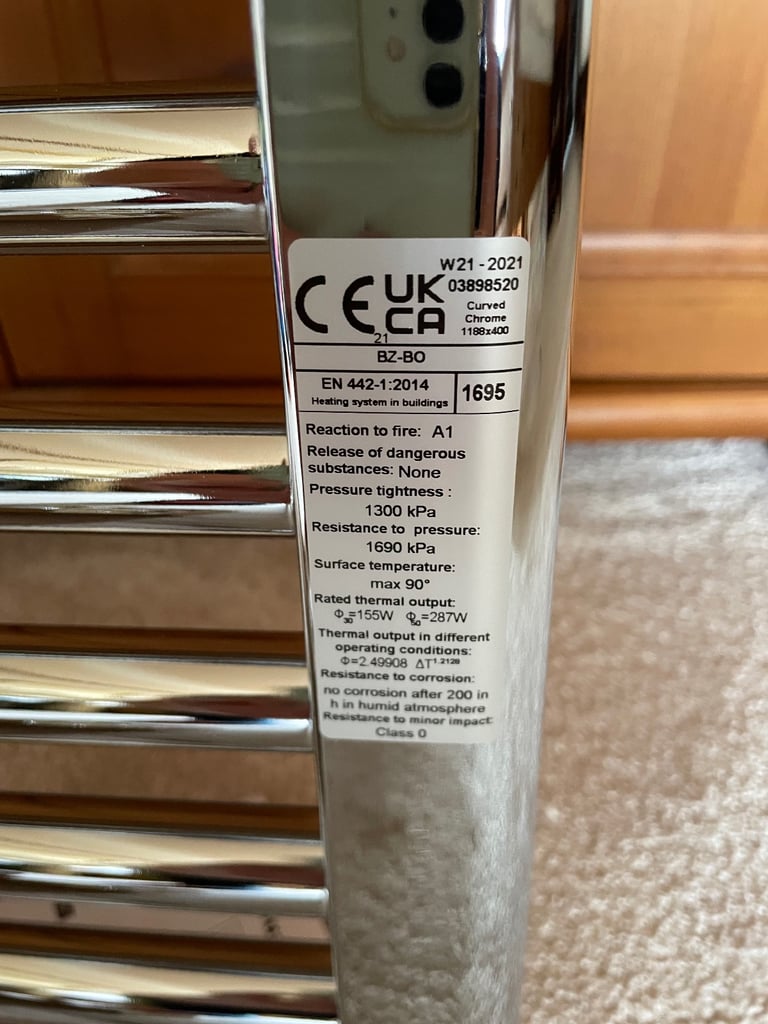 W21 - 2021
CE UK CA 03898520
21
Curved
Chrome
1188x400
BZ-BO
EN 442-1:2014
Heating system in buildings
1695
Reaction to fire: A1
Release of dangerous
substances: None
Pressure tightness :
1300 kPa
Resistance to pressure:
1690 kPa
Surface temperature:
max 90°
Rated thermal output:
Φ30=155W Φ50=287W
Thermal output in different
operating conditions:
Φ=2.49908 ΔT1.2128
Resistance to corrosion:
no corrosion after 200 in
h in humid atmosphere
Resistance to minor impact:
Class 0